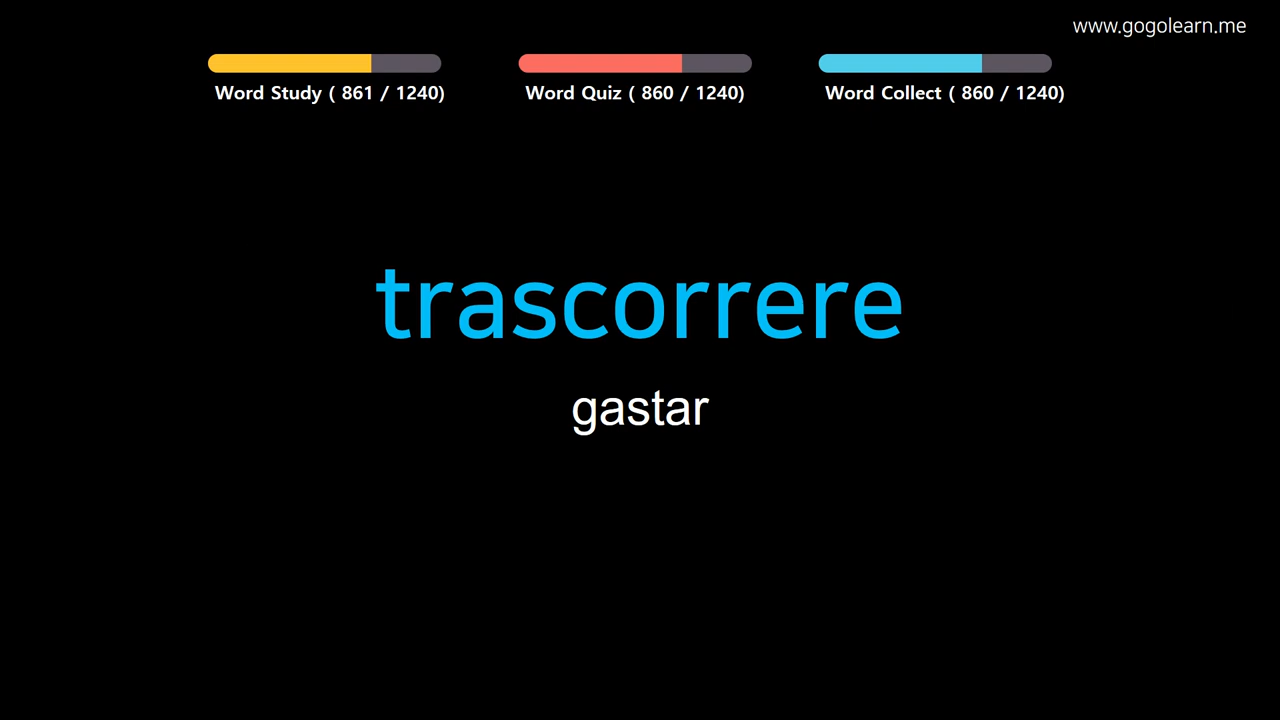 www.gogolearn.me
Word Study ( 861 / 1240)
Word Quiz ( 860 / 1240)
Word Collect ( 860 / 1240)
trascorrere
gastar